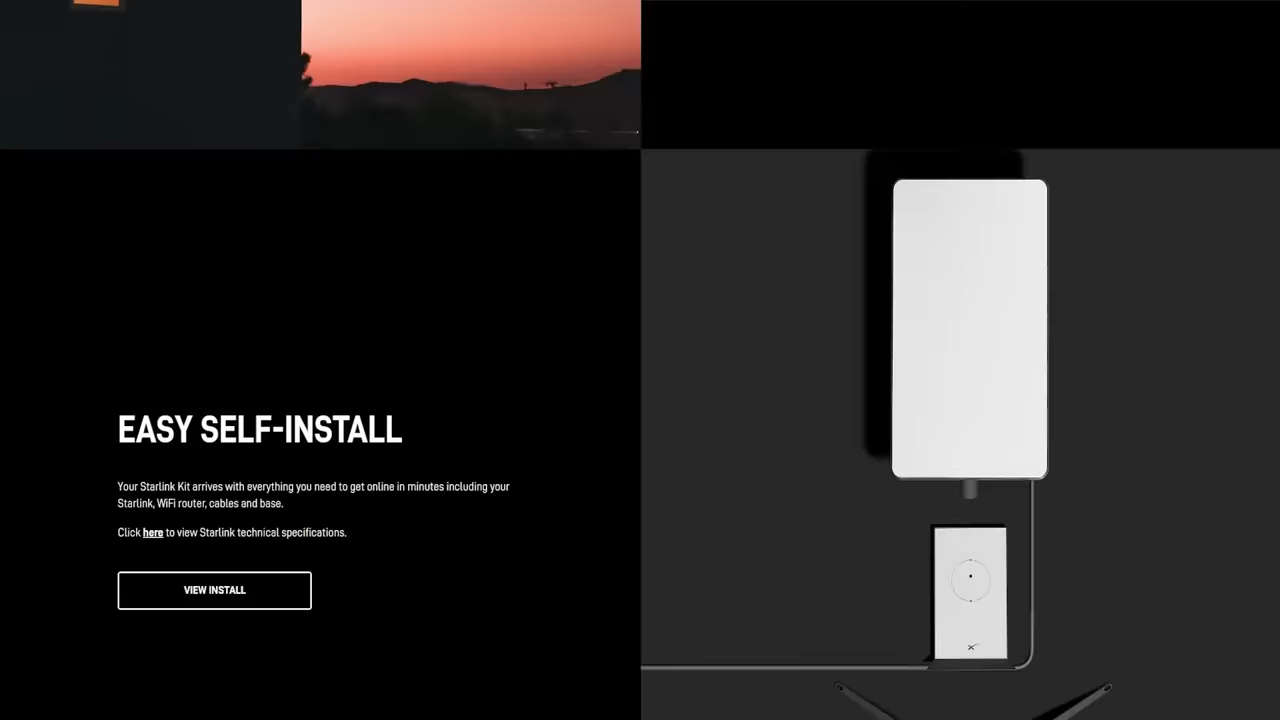 EASY SELF-INSTALL
Your Starlink Kit arrives with everything you need to get online in minutes including your
Starlink, WiFi router, cables and base.
Click here to view Starlink technical specifications.
VIEW INSTALL